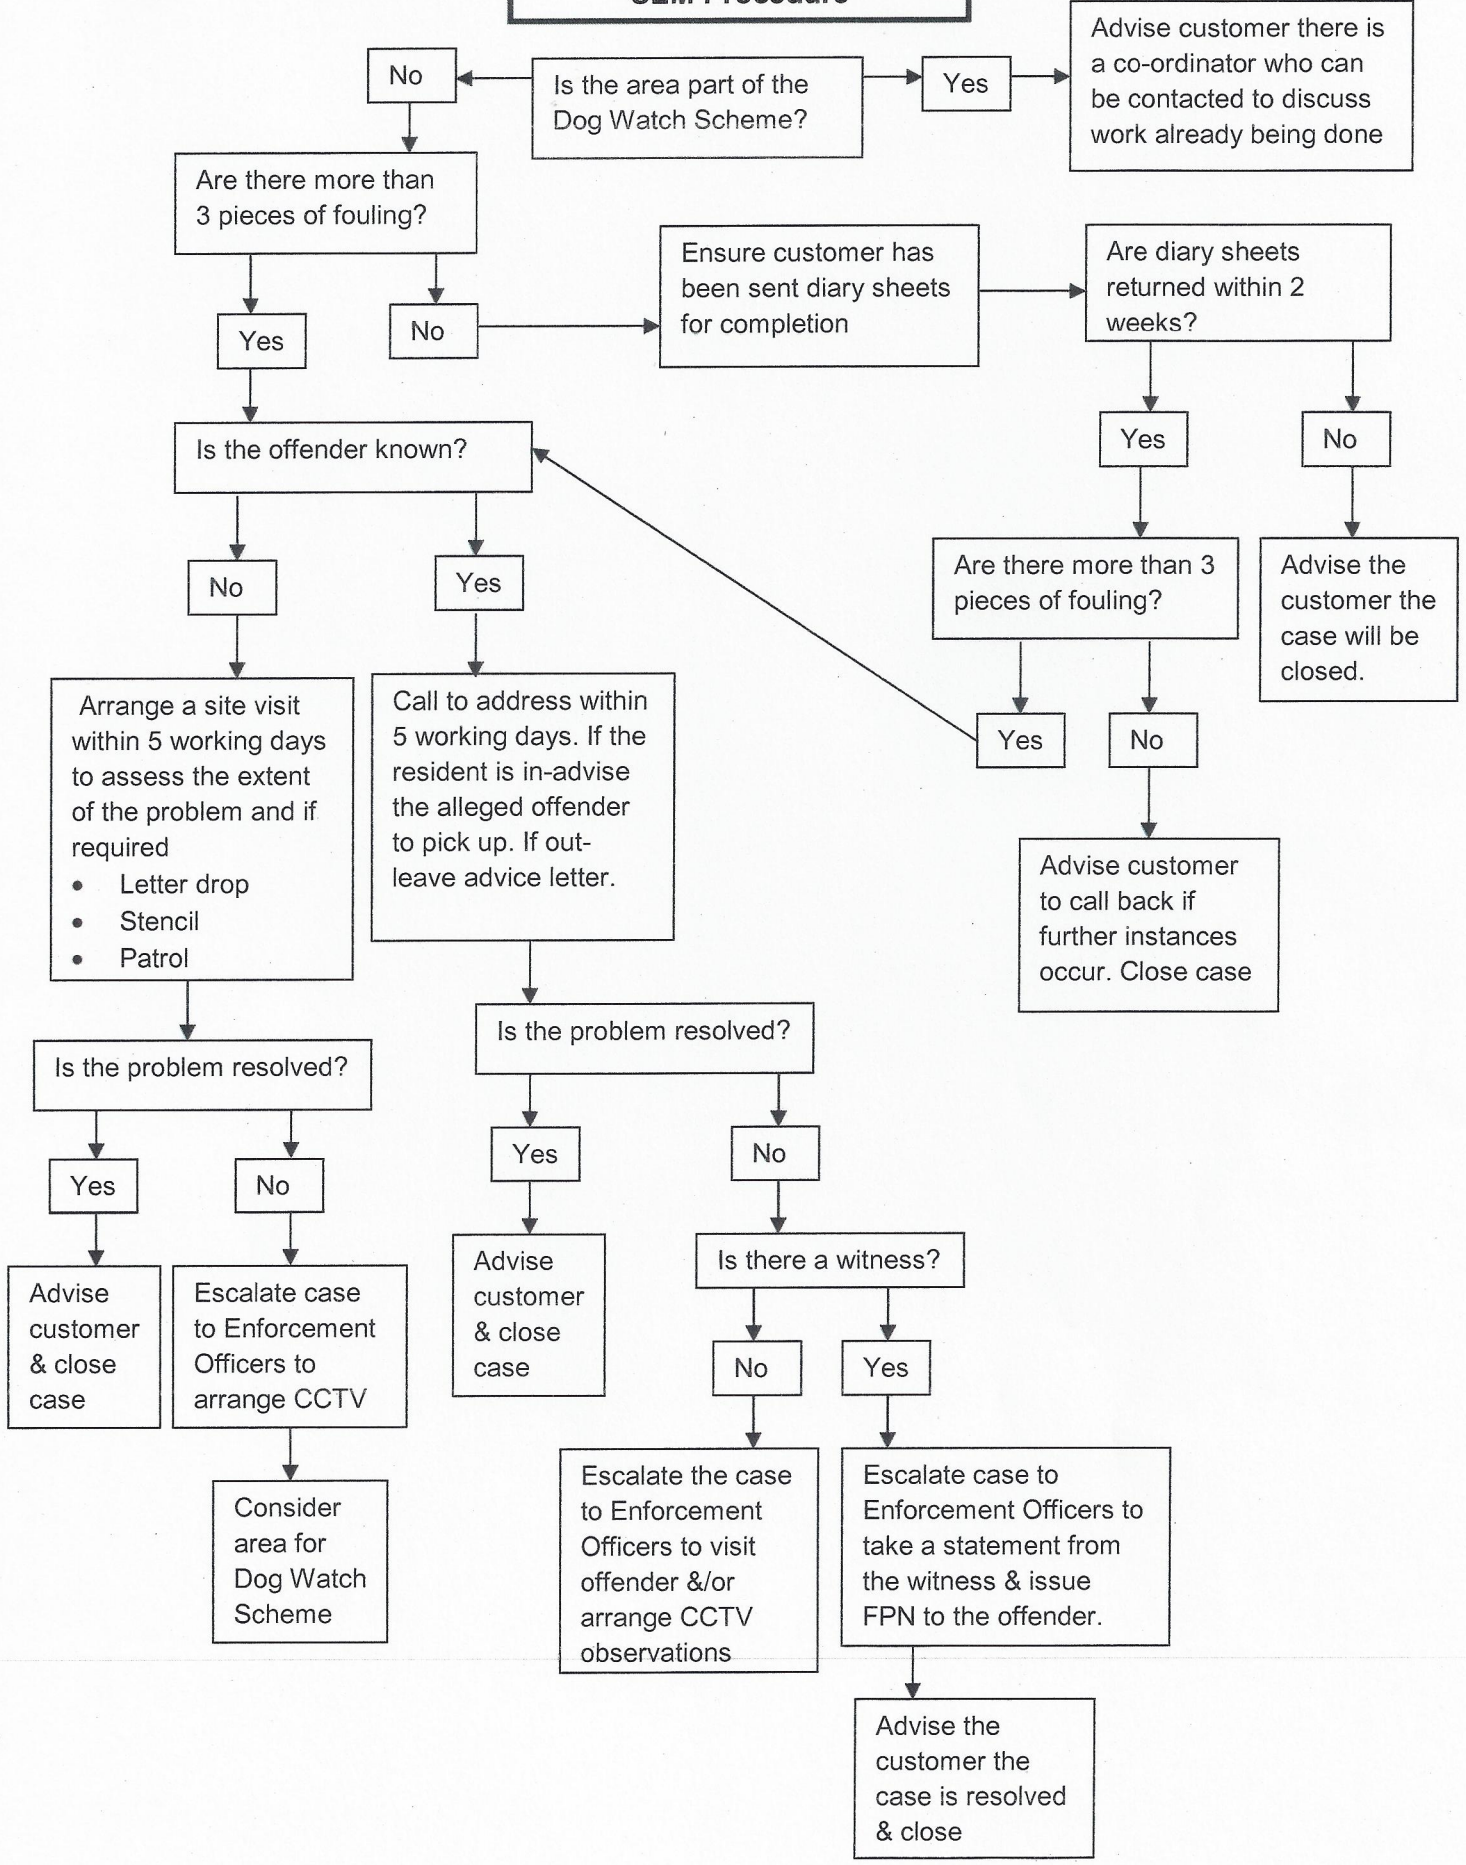 Procedure
No
Is the area part of the
Dog Watch Scheme?
Yes
Advise customer there is
a co-ordinator who can
be contacted to discuss
work already being done
Are there more than
3 pieces of fouling?
Yes
No
Ensure customer has
been sent diary sheets
for completion
Are diary sheets
returned within 2
weeks?
Yes
No
Is the offender known?
Are there more than 3
pieces of fouling?
Advise the
customer the
case will be
closed.
No
Yes
Yes
No
Arrange a site visit
within 5 working days
to assess the extent
of the problem and if
required
• Letter drop
• Stencil
• Patrol
Call to address within
5 working days. If the
resident is in-advise
the alleged offender
to pick up. If out-
leave advice letter.
Advise customer
to call back if
further instances
occur. Close case
Is the problem resolved?
Is the problem resolved?
Yes
No
Yes
No
Advise
customer
& close
case
Escalate case
to Enforcement
Officers to
arrange CCTV
Advise
customer
& close
case
Is there a witness?
No
Yes
Consider
area for
Dog Watch
Scheme
Escalate the case
to Enforcement
Officers to visit
offender &/or
arrange CCTV
observations
Escalate case to
Enforcement Officers to
take a statement from
the witness & issue
FPN to the offender.
Advise the
customer the
case is resolved
& close